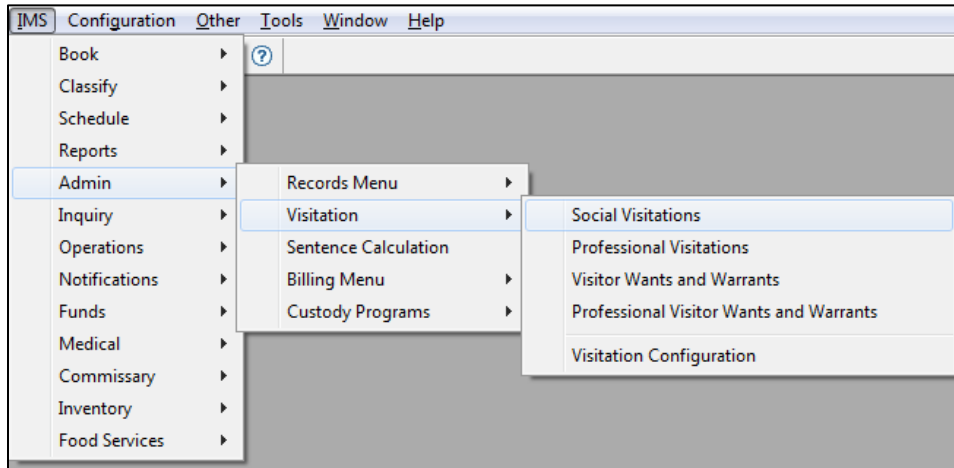 IMS Configuration Other Tools Window Help
Book
Classify
Schedule
Reports
Admin
Inquiry
Operations
Notifications
Funds
Medical
Commissary
Inventory
Food Services
Records Menu
Visitation
Sentence Calculation
Billing Menu
Custody Programs
Social Visitations
Professional Visitations
Visitor Wants and Warrants
Professional Visitor Wants and Warrants
Visitation Configuration